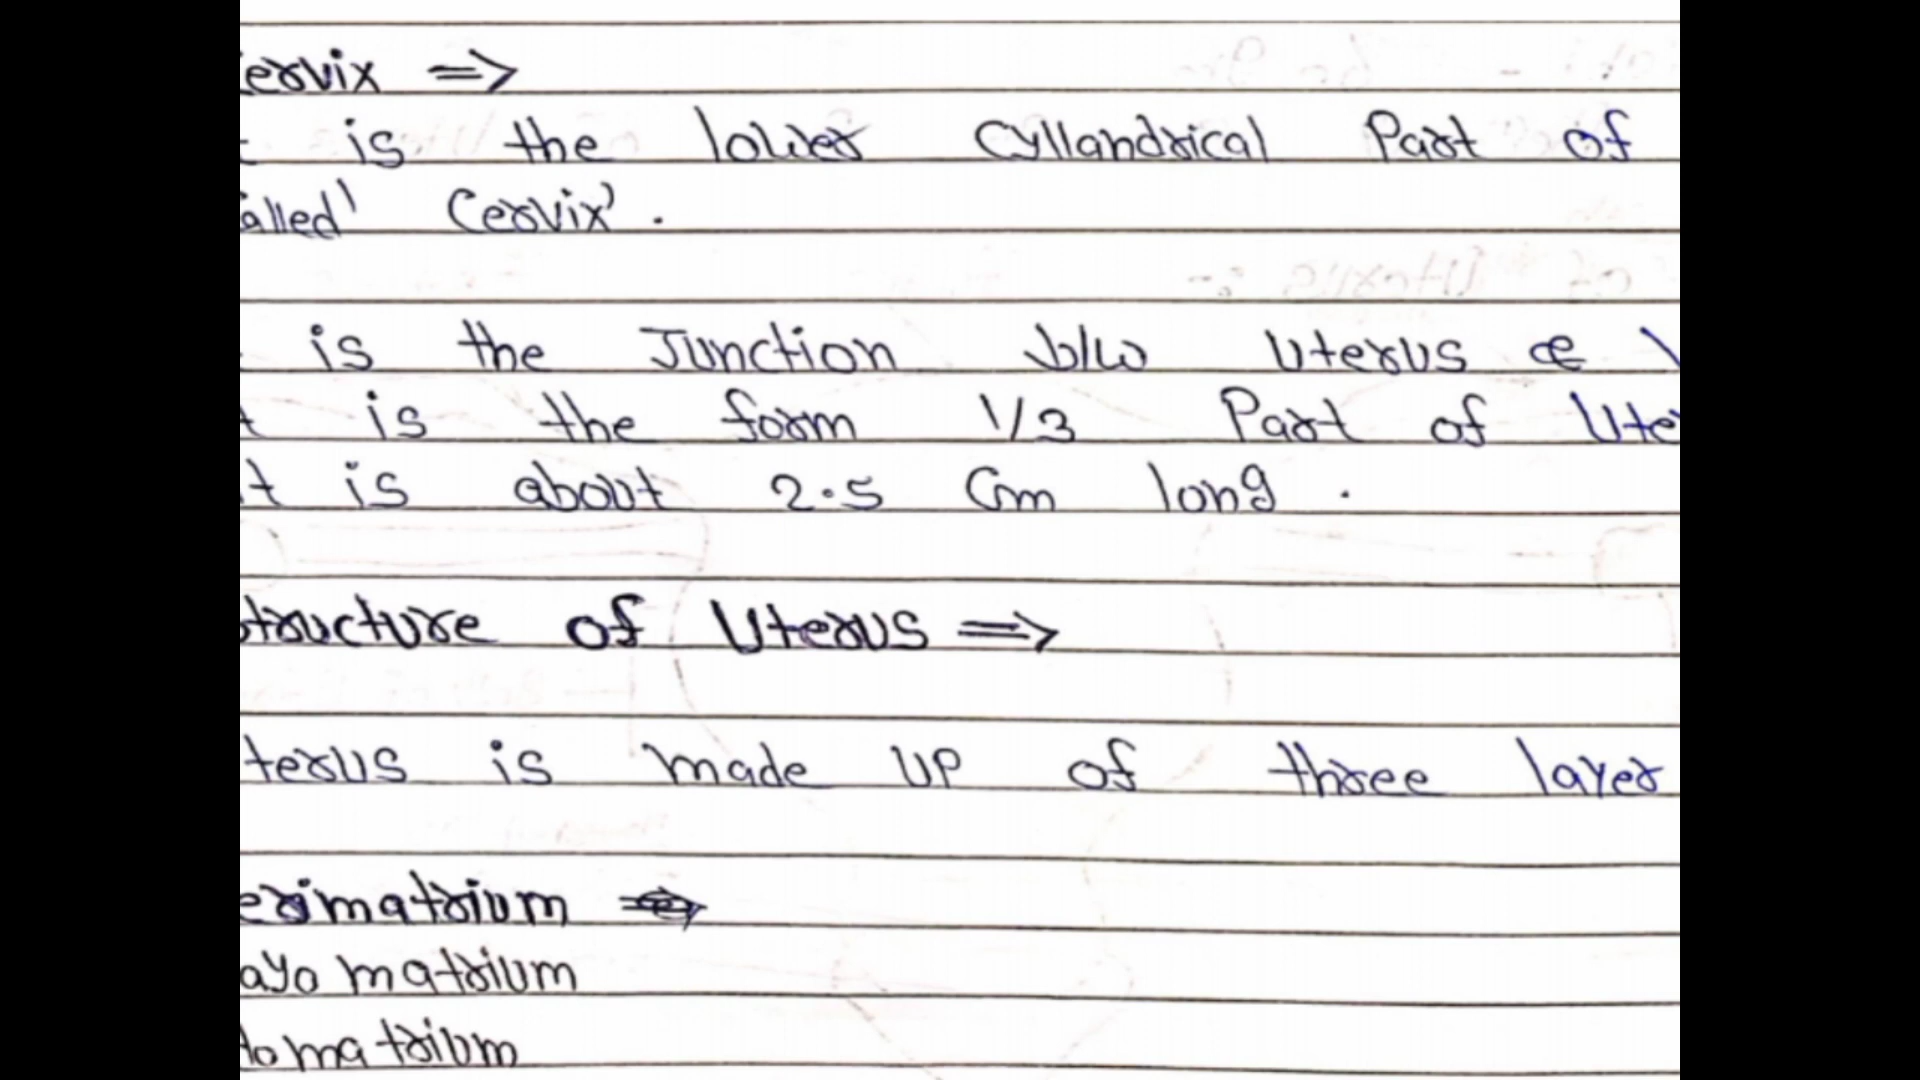 ervix =>
is the lower Cyllandrical Part of
alled' Cervix'.
is the Junction b/w Uterus &
is the form 1/3 Part of Ute
t is about 2.5 Cm long .
structure of Uterus =>
terus is made UP of three layer
erimatrium
ayo matrium
do matrium